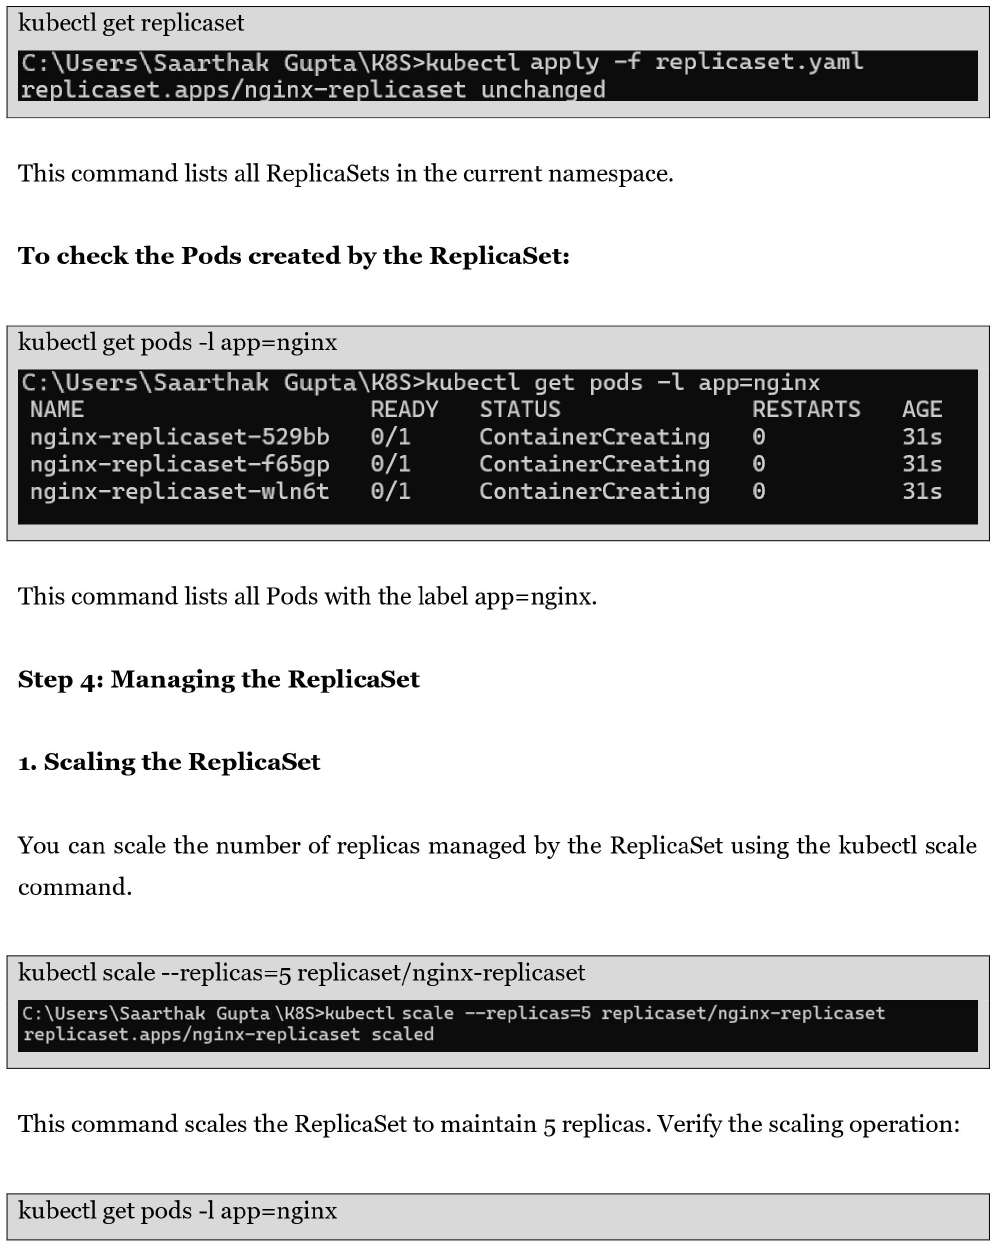 kubectl get replicaset
C:\Users\Saarthak Gupta\K8S>kubectl apply -f replicaset.yaml
replicaset.apps/nginx-replicaset unchanged
This command lists all ReplicaSets in the current namespace.
To check the Pods created by the ReplicaSet:
kubectl get pods -l app=nginx
C:\Users\Saarthak Gupta\K8S>kubectl get pods -l app=nginx
NAME READY STATUS RESTARTS AGE
nginx-replicaset-529bb 0/1 ContainerCreating 0 31s
nginx-replicaset-f65gp 0/1 ContainerCreating 0 31s
nginx-replicaset-wln6t 0/1 ContainerCreating 0 31s
This command lists all Pods with the label app=nginx.
Step 4: Managing the ReplicaSet
1. Scaling the ReplicaSet
You can scale the number of replicas managed by the ReplicaSet using the kubectl scale
command.
kubectl scale --replicas=5 replicaset/nginx-replicaset
C:\Users\Saarthak Gupta\K8S>kubectl scale --replicas=5 replicaset/nginx-replicaset
replicaset.apps/nginx-replicaset scaled
This command scales the ReplicaSet to maintain 5 replicas. Verify the scaling operation:
kubectl get pods -l app=nginx